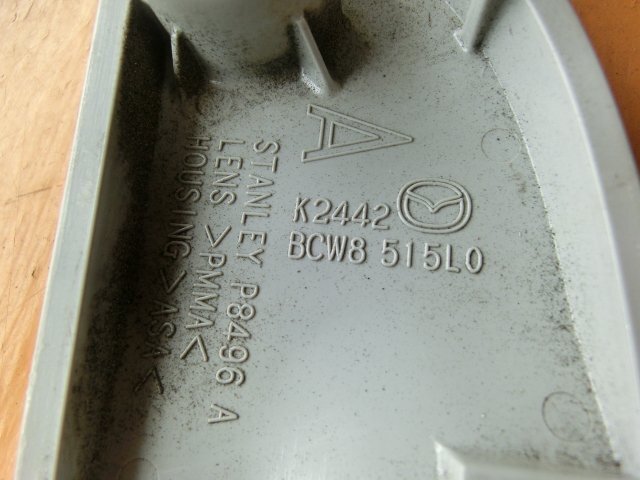 A
K2442
BCW8 515L0
STANLEY P8496 A
LENS >PMMA<
HOUSING>ASA<